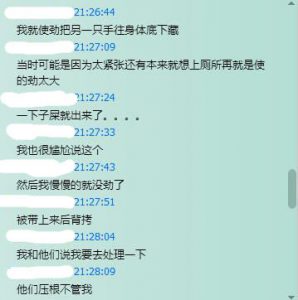 21:26:44
我就使劲把另一只手往身体底下藏
21:27:09
当时可能是因为太紧张还有本来就想上厕所再就是使
的劲太大
21:27:24
一下子屎就出来了。。。。
21:27:33
我也很尴尬说这个
21:27:43
然后我慢慢的就没劲了
21:27:51
被带上来后背拷
21:28:04
我和他们说我要去处理一下
21:28:09
他们压根不管我